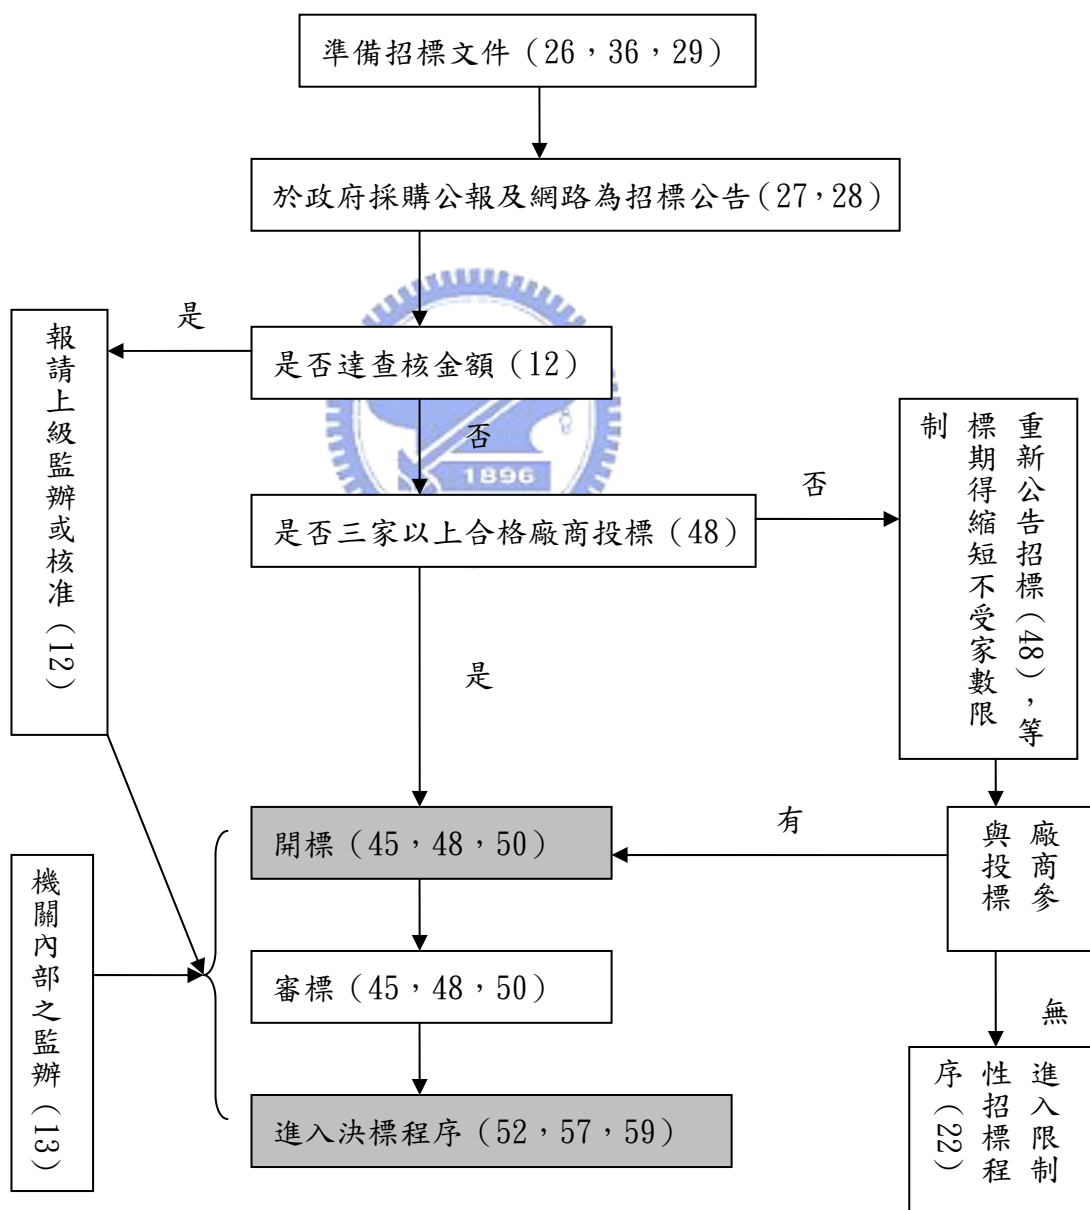 準備招標文件（26，36，29）
於政府採購公報及網路為招標公告（27，28）
是
是否達查核金額（12）
報請上級監辦或核准（12）
否
1896
是否三家以上合格廠商投標（48）
否
重新公告招標（48），等
標期得縮短不受家數限
制
是
開標（45，48，50）
有
廠商參
與投標
機關內部之監辦（13）
審標（45，48，50）
無
進入決標程序（52，57，59）
進入限制
性招標程
序（22）